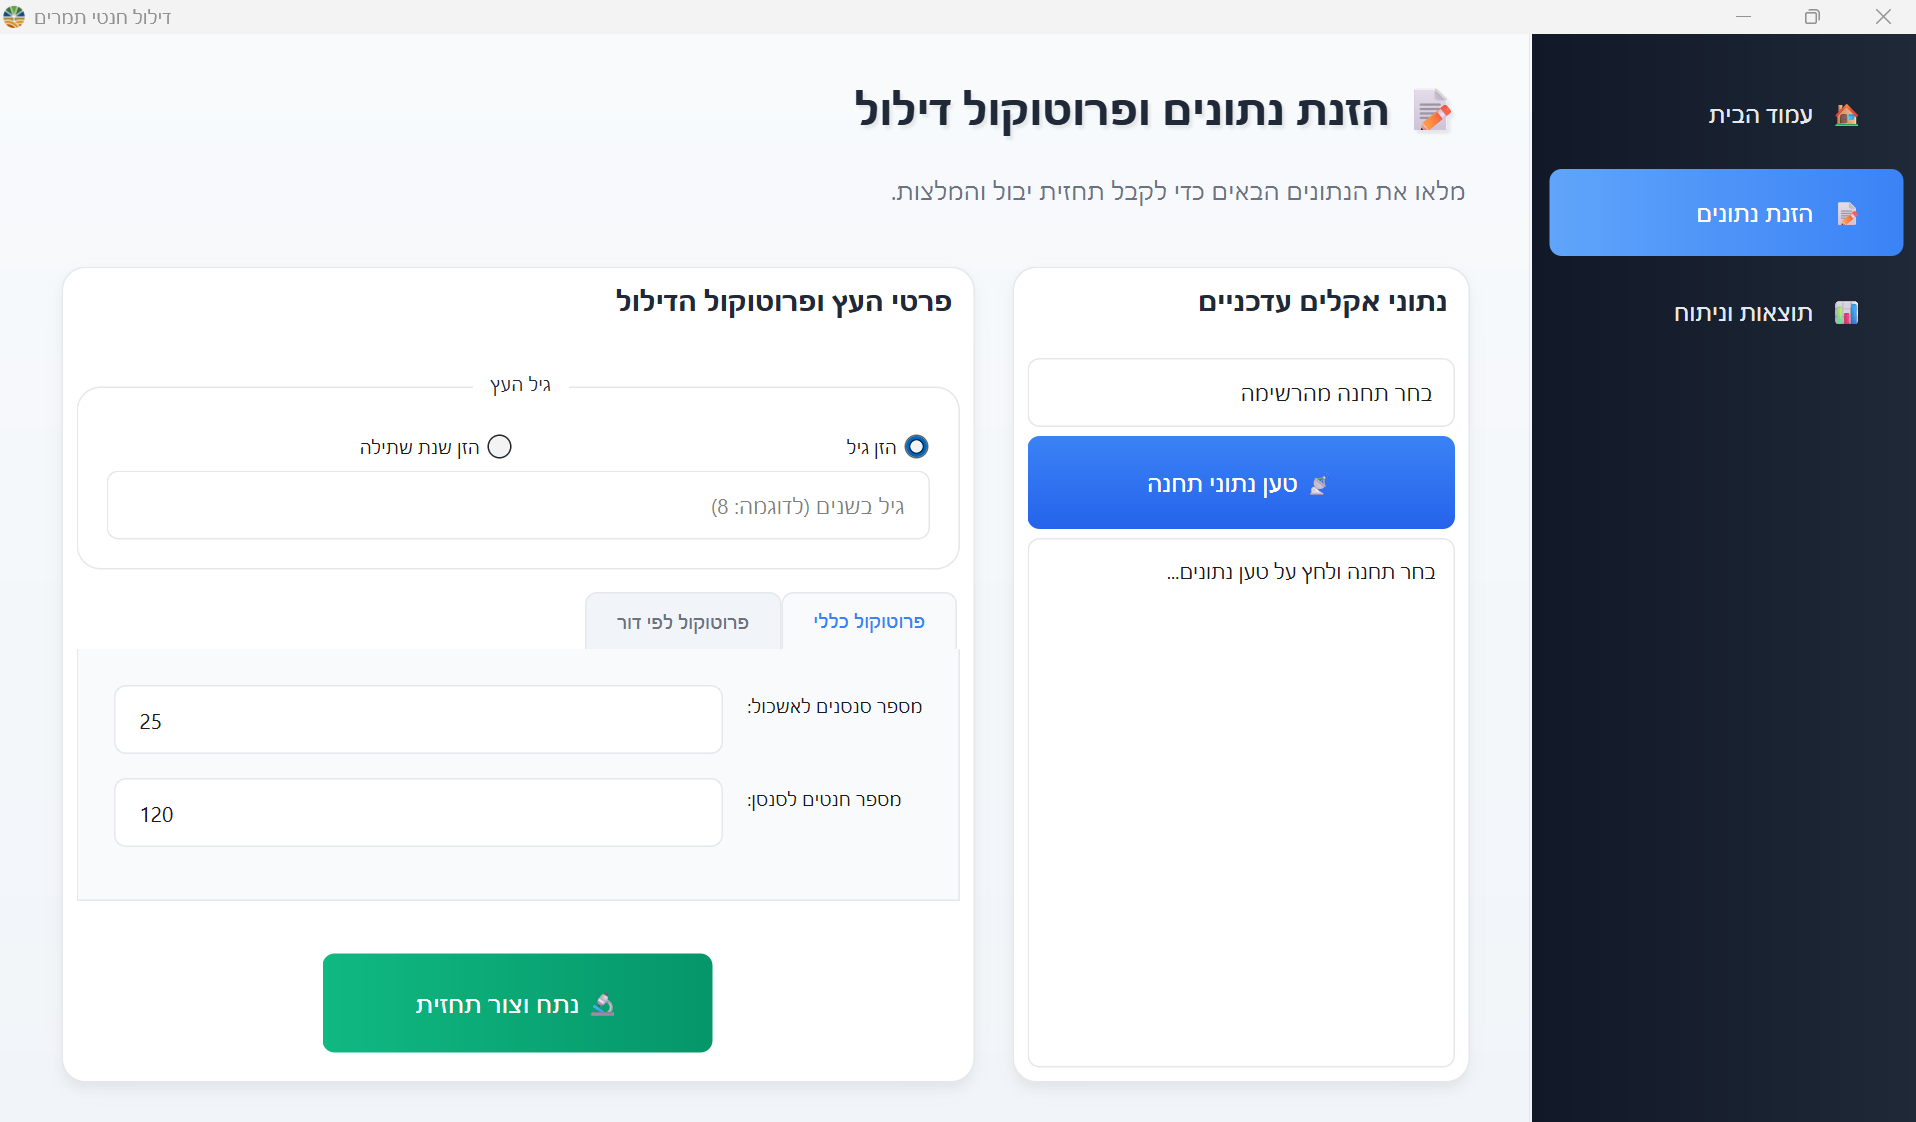 דילול חנטי תמרים
עמוד הבית
הזנת נתונים
תוצאות וניתוח
הזנת נתונים ופרוטוקול דילול
מלאו את הנתונים הבאים כדי לקבל תחזית יבול והמלצות.
נתוני אקלים עדכניים
בחר תחנה מהרשימה
טען נתוני תחנה
בחר תחנה ולחץ על טען נתונים...
פרטי העץ ופרוטוקול הדילול
גיל העץ
הזן גיל
הזן שנת שתילה
גיל בשנים (לדוגמה: 8)
פרוטוקול כללי
פרוטוקול לפי דור
מספר סנסנים לאשכול:
25
מספר חנטים לסנסן:
120
נתח וצור תחזית